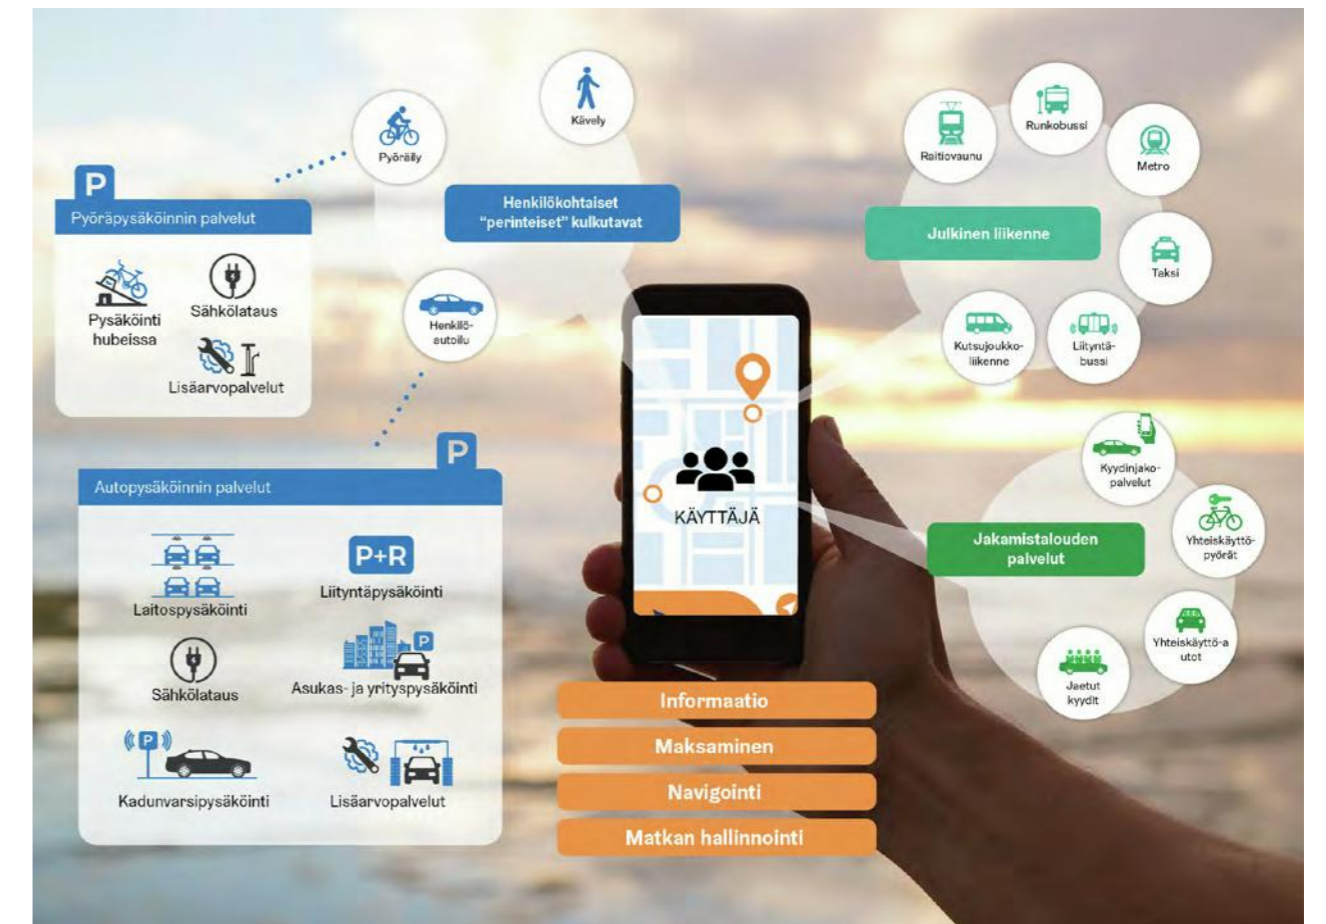 Kävely
Pyöräily
Henkilökohtaiset
“perinteiset” kulkutavat
Henkilö-
autoilu
P
Pyöräpysäköinnin palvelut
Pysäköinti
hubeissa
Sähkölataus
Lisäarvopalvelut
P
Autopysäköinnin palvelut
Laitospysäköinti
P+R
Liityntäpysäköinti
Sähkölataus
P
Asukas- ja yrityspysäköinti
P
Kadunvarsipysäköinti
Lisäarvopalvelut
KÄYTTÄJÄ
Informaatio
Maksaminen
Navigointi
Matkan hallinnointi
Raitiovaunu
Runkobussi
Metro
Julkinen liikenne
Taksi
Kutsujoukko-
liikenne
Liityntä-
bussi
Kyydinjako-
palvelut
Jakamistalouden
palvelut
Yhteiskäyttö-
pyörät
Yhteiskäyttö-a
utot
Jaetut
kyydit